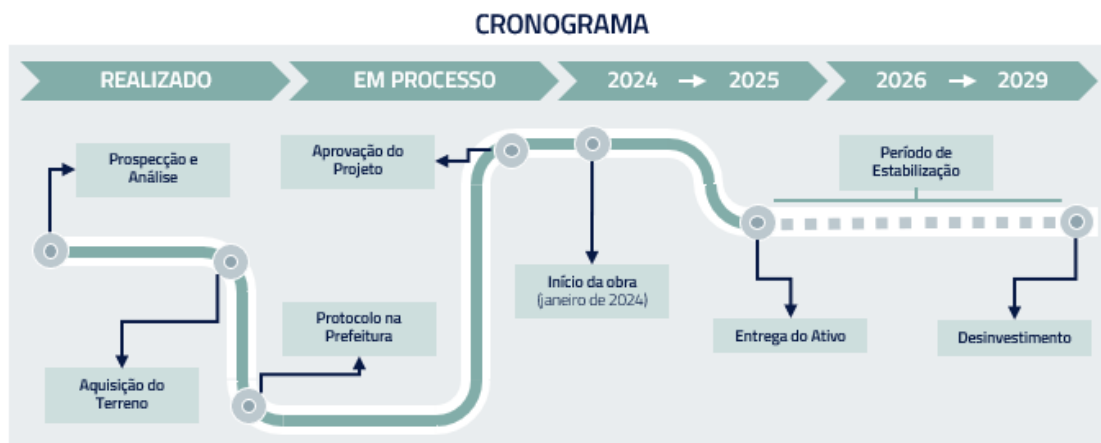 CRONOGRAMA
REALIZADO
EM PROCESSO
2024 → 2025
2026 → 2029
Prospecção e
Análise
Aquisição do
Terreno
Protocolo na
Prefeitura
Aprovação do
Projeto
Início da obra
(janeiro de 2024)
Entrega do Ativo
Período de
Estabilização
Desinvestimento